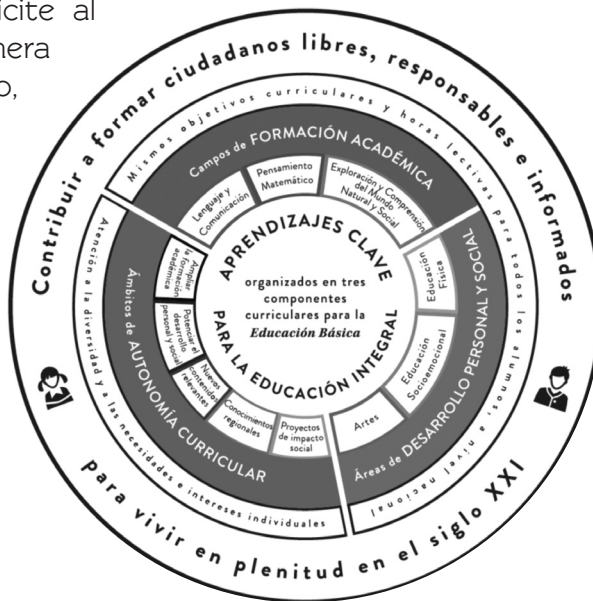 icite al
nera
o,
Contribuir a formar ciudadanos libres, responsables e informados
para vivir en plenitud en el siglo XXI
Mismos objetivos curriculares y horas lectivas para todos los alumnos, a nivel nacional
Atención a la diversidad y a las necesidades e intereses individuales
Campos de FORMACIÓN ACADÉMICA
Lenguaje y
Comunicación
Pensamiento
Matemático
Exploración y Comprensión
del Mundo
Natural y Social
Áreas de DESARROLLO PERSONAL Y SOCIAL
Educación
Física
Educación
Socioemocional
Artes
Ámbitos de AUTONOMÍA CURRICULAR
Ampliar
la formación
académica
Potenciar el
desarrollo
personal y social
Nuevos
contenidos
relevantes
Conocimientos
regionales
Proyectos
de impacto
social
APRENDIZAJES CLAVE
organizados en tres
componentes
curriculares para la
Educación Básica
PARA LA EDUCACIÓN INTEGRAL